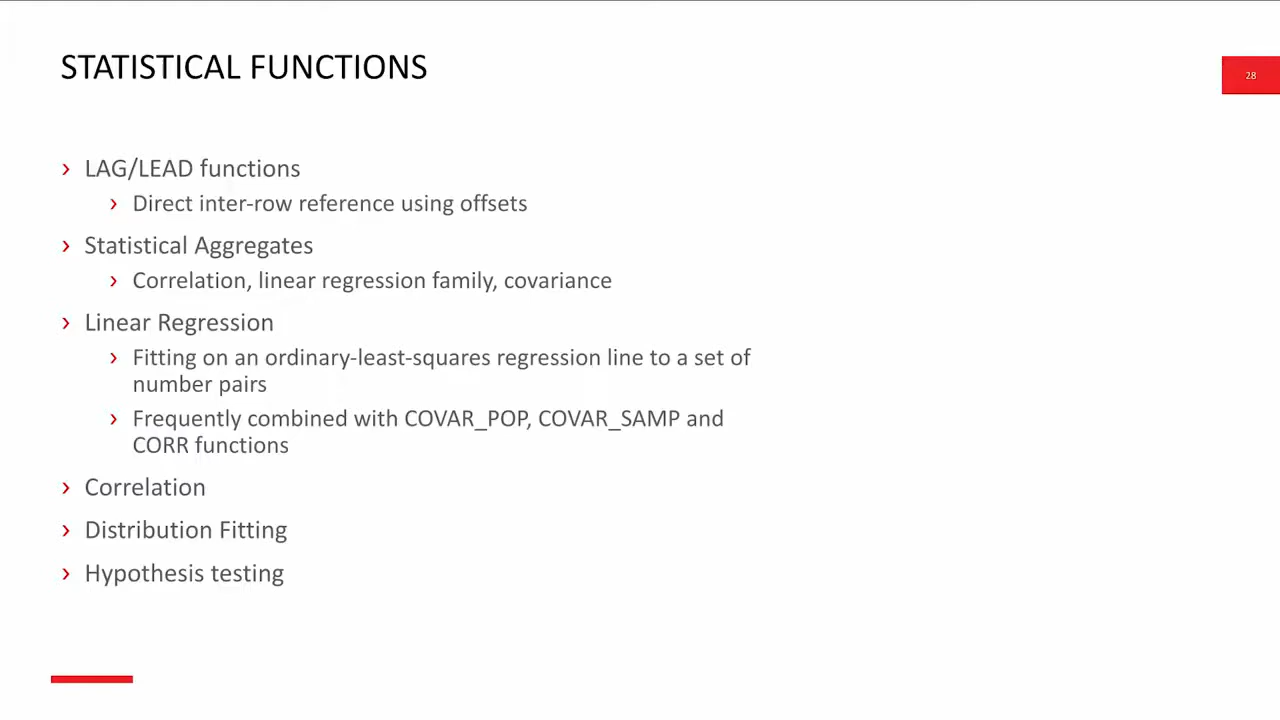 STATISTICAL FUNCTIONS
28
› LAG/LEAD functions
› Direct inter-row reference using offsets
› Statistical Aggregates
› Correlation, linear regression family, covariance
› Linear Regression
› Fitting on an ordinary-least-squares regression line to a set of
number pairs
› Frequently combined with COVAR_POP, COVAR_SAMP and
CORR functions
› Correlation
› Distribution Fitting
› Hypothesis testing